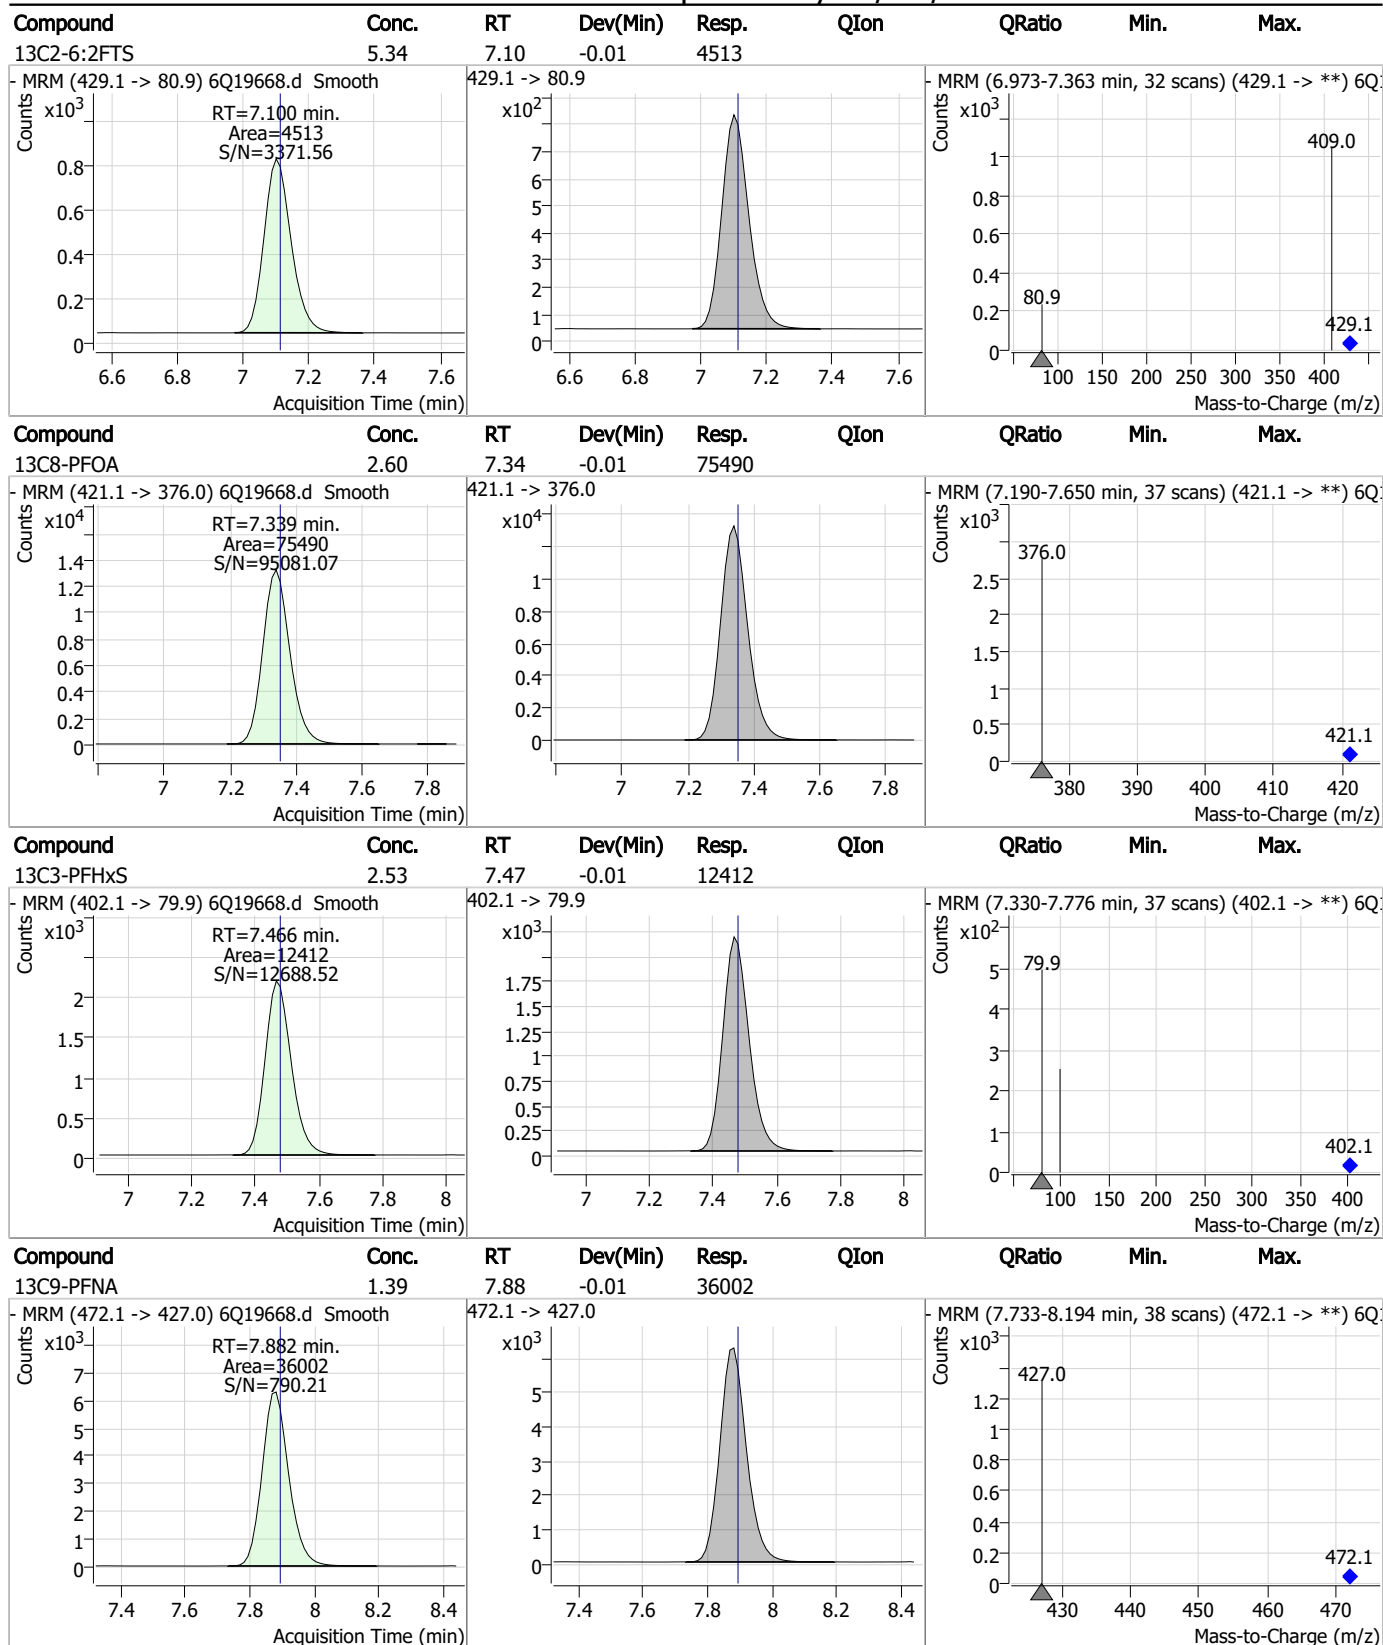 Compound Conc. RT Dev(Min) Resp. QIon QRatio Min. Max.
13C2-6:2FTS 5.34 7.10 -0.01 4513
- MRM (429.1 -> 80.9) 6Q19668.d Smooth
Counts
x10³
RT=7.100 min.
Area=4513
S/N=3371.56
0.8
0.6
0.4
0.2
0
6.6 6.8 7 7.2 7.4 7.6
Acquisition Time (min)
429.1 -> 80.9
x10²
7
6
5
4
3
2
1
0
6.6 6.8 7 7.2 7.4 7.6
- MRM (6.973-7.363 min, 32 scans) (429.1 -> **) 6Q
Counts
x10³
409.0
1
0.8
0.6
0.4
80.9
0.2
429.1
0
100 150 200 250 300 350 400
Mass-to-Charge (m/z)
Compound Conc. RT Dev(Min) Resp. QIon QRatio Min. Max.
13C8-PFOA 2.60 7.34 -0.01 75490
- MRM (421.1 -> 376.0) 6Q19668.d Smooth
Counts
x10⁴
RT=7.339 min.
Area=75490
S/N=95081.07
1.4
1.2
1
0.8
0.6
0.4
0.2
0
7 7.2 7.4 7.6 7.8
Acquisition Time (min)
421.1 -> 376.0
x10⁴
1
0.8
0.6
0.4
0.2
0
7 7.2 7.4 7.6 7.8
- MRM (7.190-7.650 min, 37 scans) (421.1 -> **) 6Q
Counts
x10³
376.0
2.5
2
1.5
1
0.5
421.1
0
380 390 400 410 420
Mass-to-Charge (m/z)
Compound Conc. RT Dev(Min) Resp. QIon QRatio Min. Max.
13C3-PFHxS 2.53 7.47 -0.01 12412
- MRM (402.1 -> 79.9) 6Q19668.d Smooth
Counts
x10³
RT=7.466 min.
Area=12412
S/N=12688.52
2
1.5
1
0.5
0
7 7.2 7.4 7.6 7.8 8
Acquisition Time (min)
402.1 -> 79.9
x10³
1.75
1.5
1.25
1
0.75
0.5
0.25
0
7 7.2 7.4 7.6 7.8 8
- MRM (7.330-7.776 min, 37 scans) (402.1 -> **) 6Q
Counts
x10²
79.9
5
4
3
2
1
402.1
0
100 150 200 250 300 350 400
Mass-to-Charge (m/z)
Compound Conc. RT Dev(Min) Resp. QIon QRatio Min. Max.
13C9-PFNA 1.39 7.88 -0.01 36002
- MRM (472.1 -> 427.0) 6Q19668.d Smooth
Counts
x10³
RT=7.882 min.
Area=36002
S/N=790.21
7
6
5
4
3
2
1
0
7.4 7.6 7.8 8 8.2 8.4
Acquisition Time (min)
472.1 -> 427.0
x10³
5
4
3
2
1
0
7.4 7.6 7.8 8 8.2 8.4
- MRM (7.733-8.194 min, 38 scans) (472.1 -> **) 6Q
Counts
x10³
427.0
1.2
1
0.8
0.6
0.4
0.2
472.1
0
430 440 450 460 470
Mass-to-Charge (m/z)